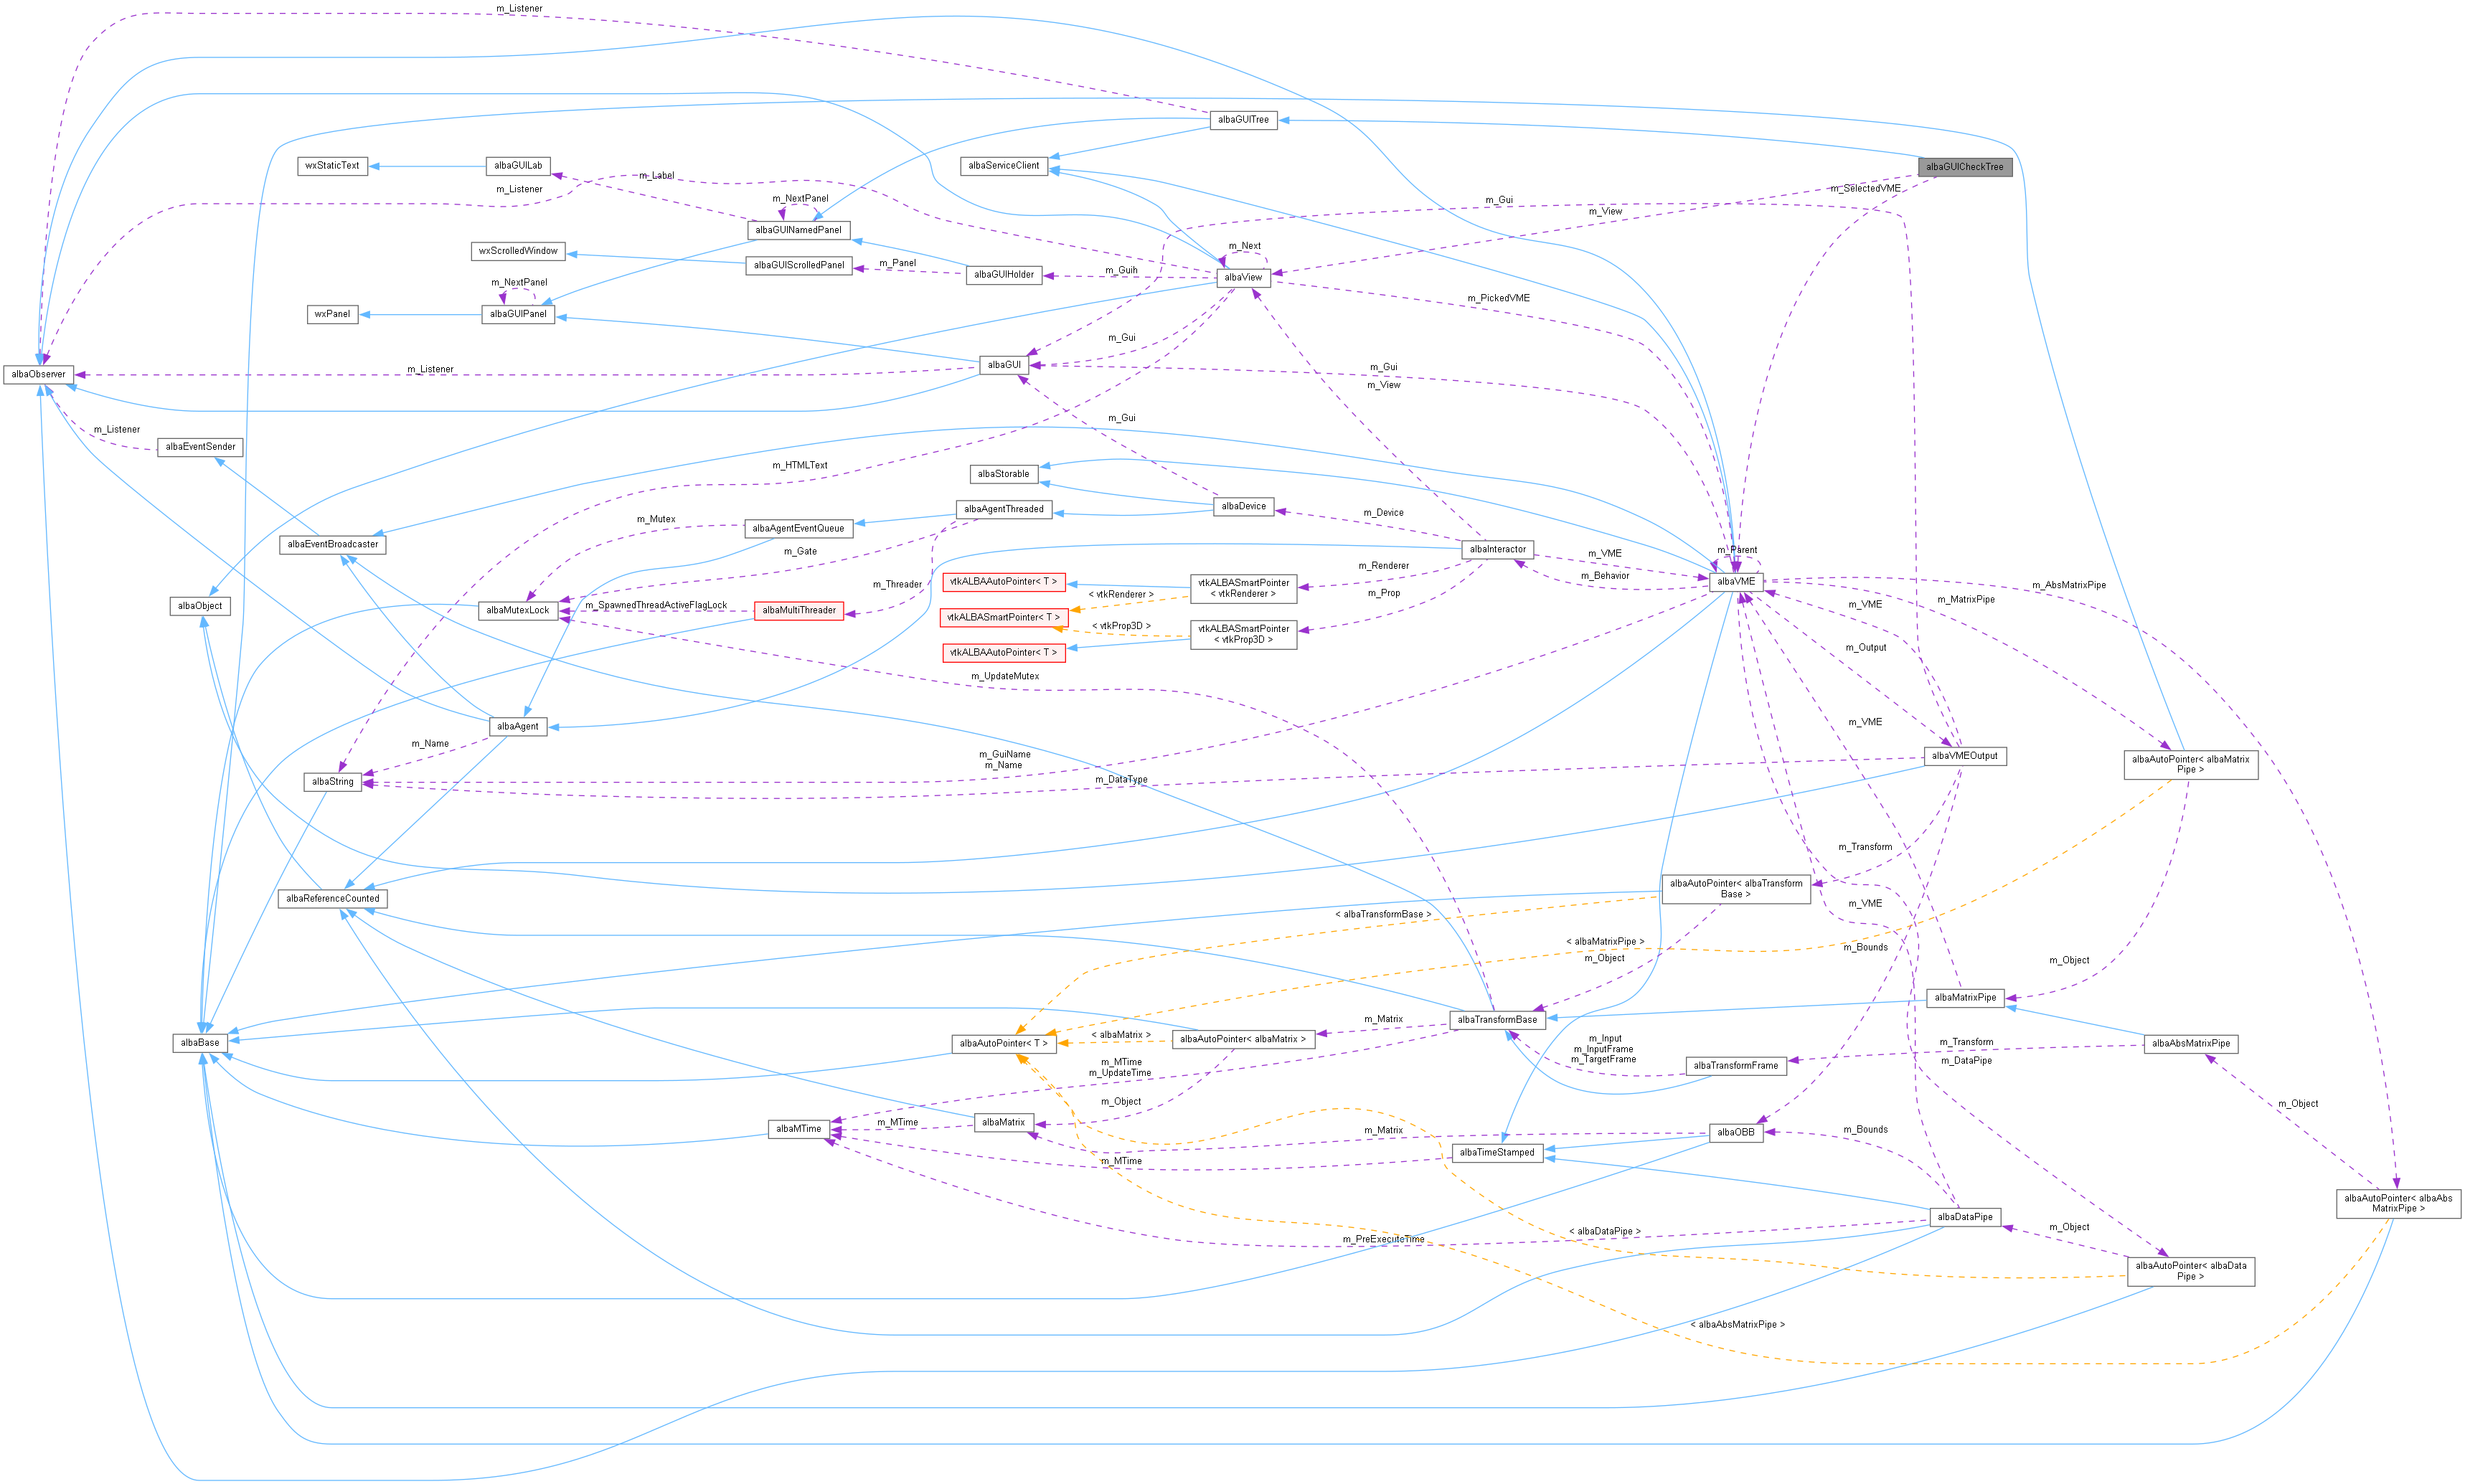 m_Listener
albaGUITree
wxStaticText
albaGUILab
albaServiceClient
albaGUICheckTree
m_Label
m_Listener
m_SelectedVME
m_NextPanel
m_Gui
m_View
albaGUINamedPanel
wxScrolledWindow
m_Next
albaGUIScrolledPanel
m_Panel
albaGUIHolder
m_Guih
albaView
m_NextPanel
m_PickedVME
wxPanel
albaGUIPanel
m_Gui
albaObserver
m_Listener
albaGUI
m_Gui
m_View
m_Gui
m_Listener
albaEventSender
m_HTMLText
albaStorable
albaDevice
albaAgentThreaded
m_Device
m_Mutex
albaAgentEventQueue
albaEventBroadcaster
m_Gate
albaInteractor
m_VME
m_Parent
m_Renderer
m_Behavior
albaVME
m_AbsMatrixPipe
m_Threader
vtkALBAAutoPointer< T >
vtkALBASmartPointer
< vtkRenderer >
< vtkRenderer >
m_Prop
m_MatrixPipe
m_VME
albaObject
albaMutexLock
m_SpawnedThreadActiveFlagLock
albaMultiThreader
vtkALBASmartPointer< T >
< vtkProp3D >
vtkALBASmartPointer
< vtkProp3D >
vtkALBAAutoPointer< T >
m_Output
m_UpdateMutex
albaAgent
m_VME
m_Name
m_GuiName
m_Name
albaVMEOutput
albaAutoPointer< albaMatrix
Pipe >
albaString
m_DataType
m_Transform
albaReferenceCounted
albaAutoPointer< albaTransform
Base >
m_VME
< albaTransformBase >
< albaMatrixPipe >
m_Bounds
m_Object
m_Object
albaMatrixPipe
albaTransformBase
m_Matrix
albaBase
albaAutoPointer< T >
< albaMatrix >
albaAutoPointer< albaMatrix >
m_Input
m_InputFrame
m_TargetFrame
m_Transform
albaAbsMatrixPipe
m_MTime
m_UpdateTime
albaTransformFrame
m_DataPipe
m_Object
m_Object
albaMTime
m_MTime
albaMatrix
m_Matrix
albaOBB
m_Bounds
albaTimeStamped
m_MTime
albaAutoPointer< albaAbs
MatrixPipe >
albaDataPipe
m_PreExecuteTime
< albaDataPipe >
m_Object
albaAutoPointer< albaData
Pipe >
< albaAbsMatrixPipe >